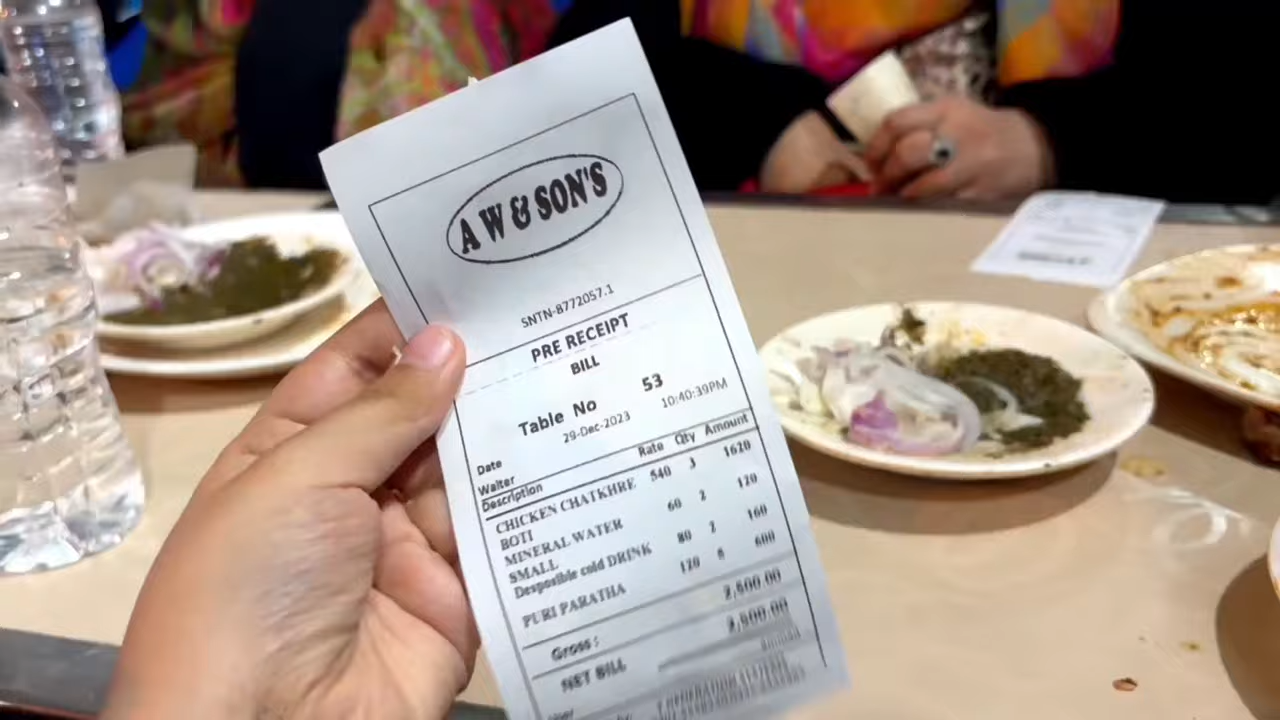 A W & SON'S
SNTN-8772057.1
PRE RECEIPT
BILL
Table No 53
Date 29-Dec-2023 10:40:39PM
Waiter
Description Rate Qty Amount
CHICKEN CHATKHRE 540 3 1620
BOTI
MINERAL WATER 60 2 120
SMALL
Desposible cold DRINK 80 2 160
PURI PARATHA 120 5 600
Gross : 2,500.00
NET BILL 2,500.00